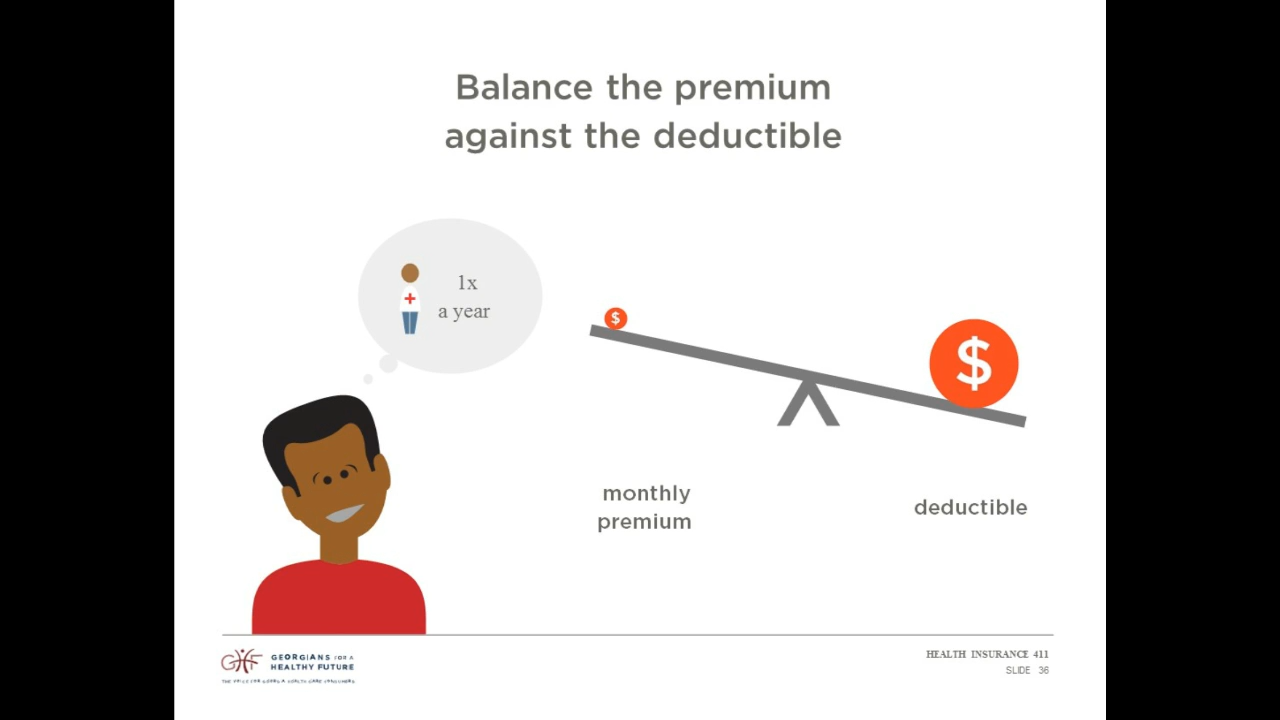 Balance the premium
against the deductible
1x
a year
$
$
monthly
premium
deductible
GEORGIANS FOR A
HEALTHY FUTURE
HEALTH INSURANCE 411
SLIDE 36